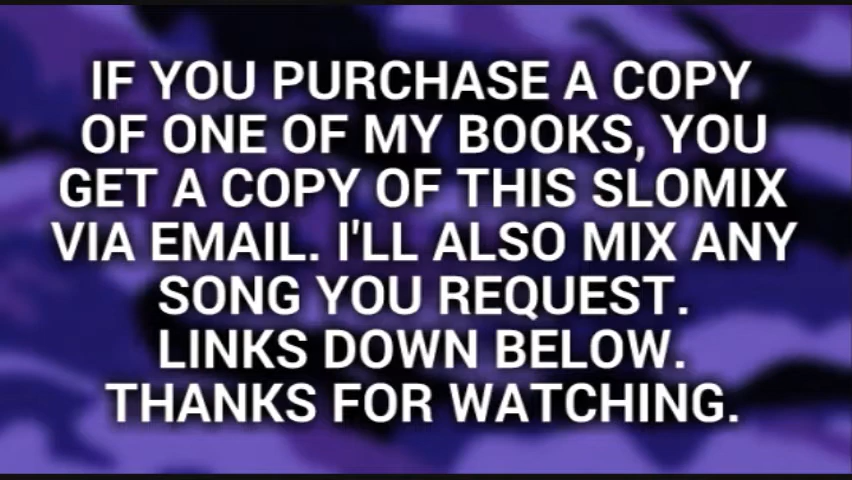 IF YOU PURCHASE A COPY
OF ONE OF MY BOOKS, YOU
GET A COPY OF THIS SLOMIX
VIA EMAIL. I'LL ALSO MIX ANY
SONG YOU REQUEST.
LINKS DOWN BELOW.
THANKS FOR WATCHING.